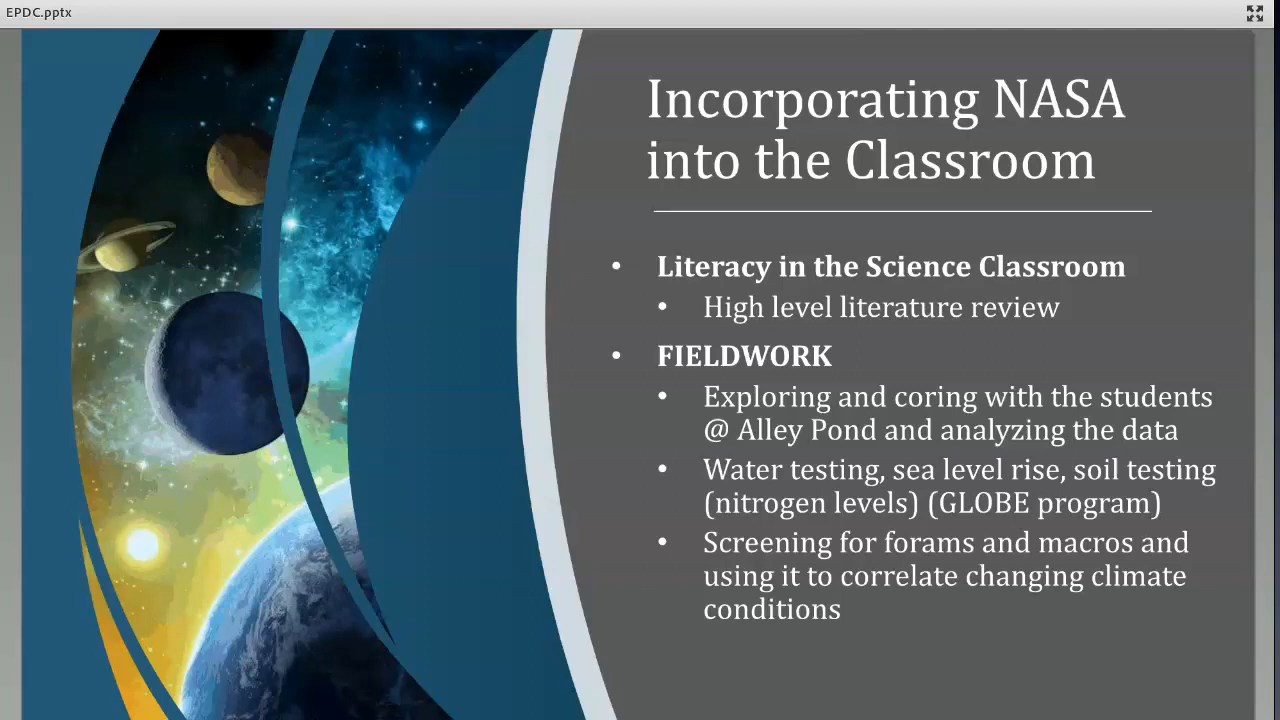 EPDC.pptx
Incorporating NASA
into the Classroom
• Literacy in the Science Classroom
• High level literature review
• FIELDWORK
• Exploring and coring with the students
@ Alley Pond and analyzing the data
• Water testing, sea level rise, soil testing
(nitrogen levels) (GLOBE program)
• Screening for forams and macros and
using it to correlate changing climate
conditions